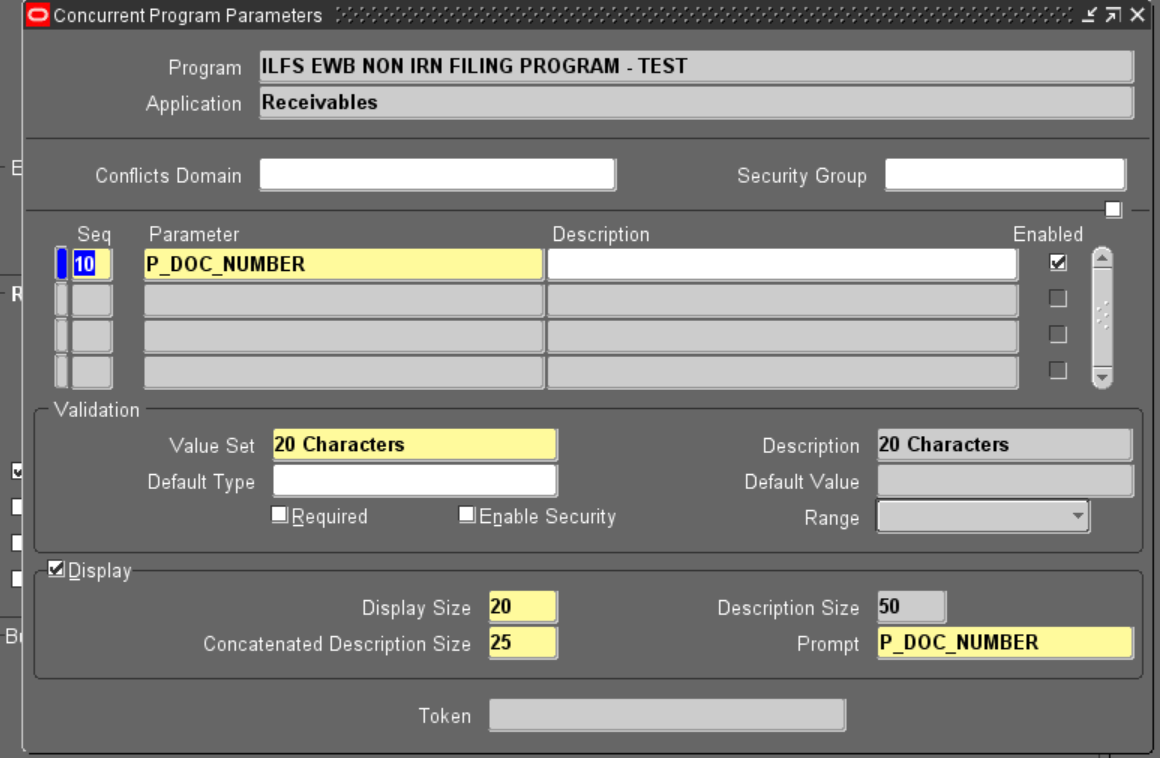 Concurrent Program Parameters
Program ILFS EWB NON IRN FILING PROGRAM - TEST
Application Receivables
Conflicts Domain Security Group
Seq Parameter Description Enabled
10 P_DOC_NUMBER
Validation
Value Set 20 Characters Description 20 Characters
Default Type Default Value
Required Enable Security Range
Display
Display Size 20 Description Size 50
Concatenated Description Size 25 Prompt P_DOC_NUMBER
Token